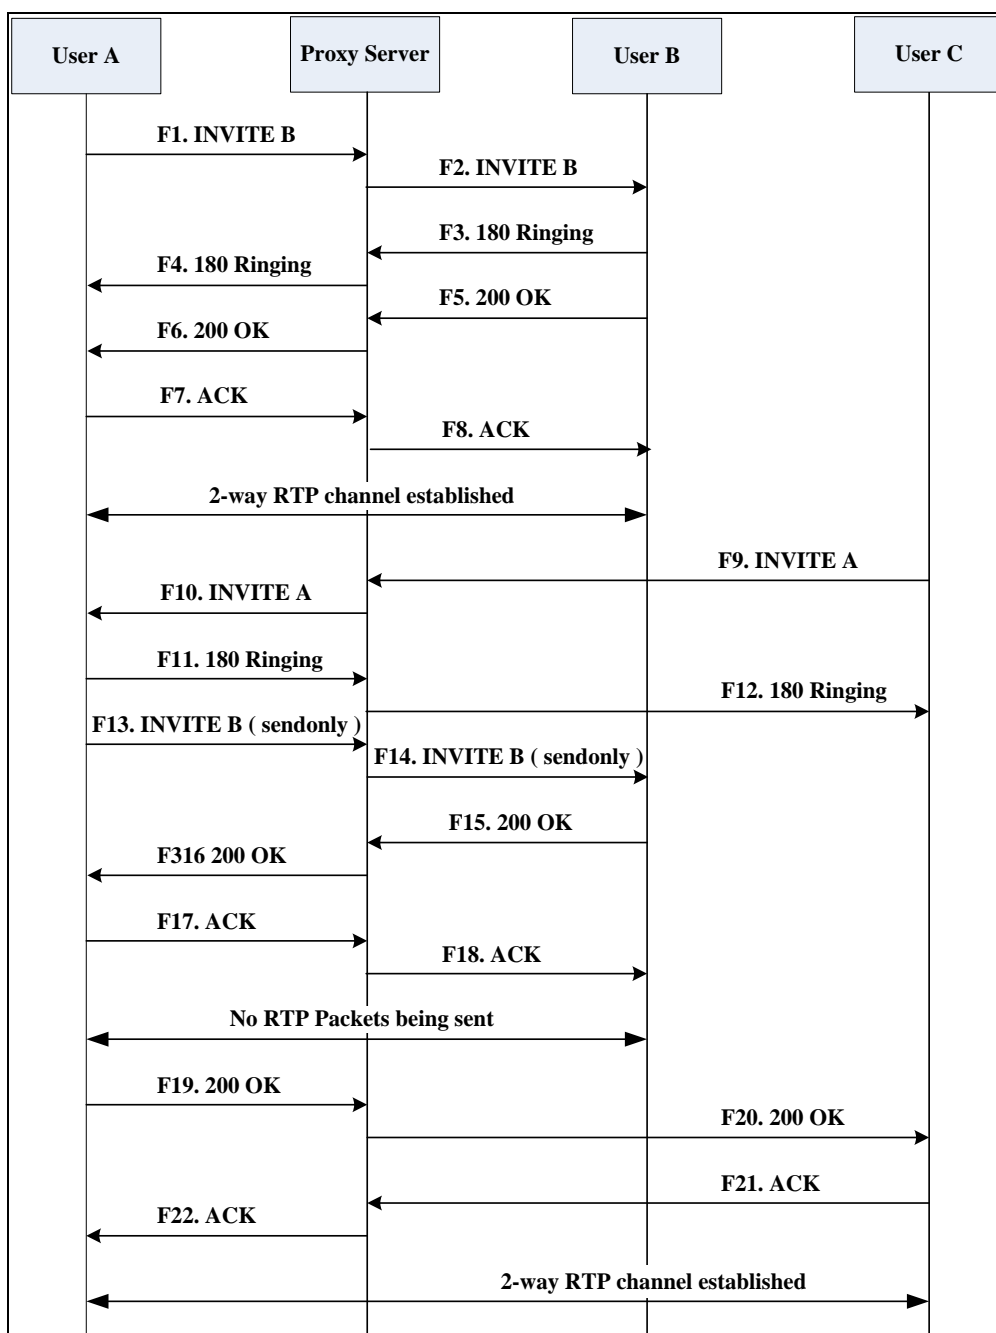 User A
Proxy Server
User B
User C
F1. INVITE B
F2. INVITE B
F3. 180 Ringing
F4. 180 Ringing
F5. 200 OK
F6. 200 OK
F7. ACK
F8. ACK
2-way RTP channel established
F9. INVITE A
F10. INVITE A
F11. 180 Ringing
F12. 180 Ringing
F13. INVITE B ( sendonly )
F14. INVITE B ( sendonly )
F15. 200 OK
F316 200 OK
F17. ACK
F18. ACK
No RTP Packets being sent
F19. 200 OK
F20. 200 OK
F21. ACK
F22. ACK
2-way RTP channel established